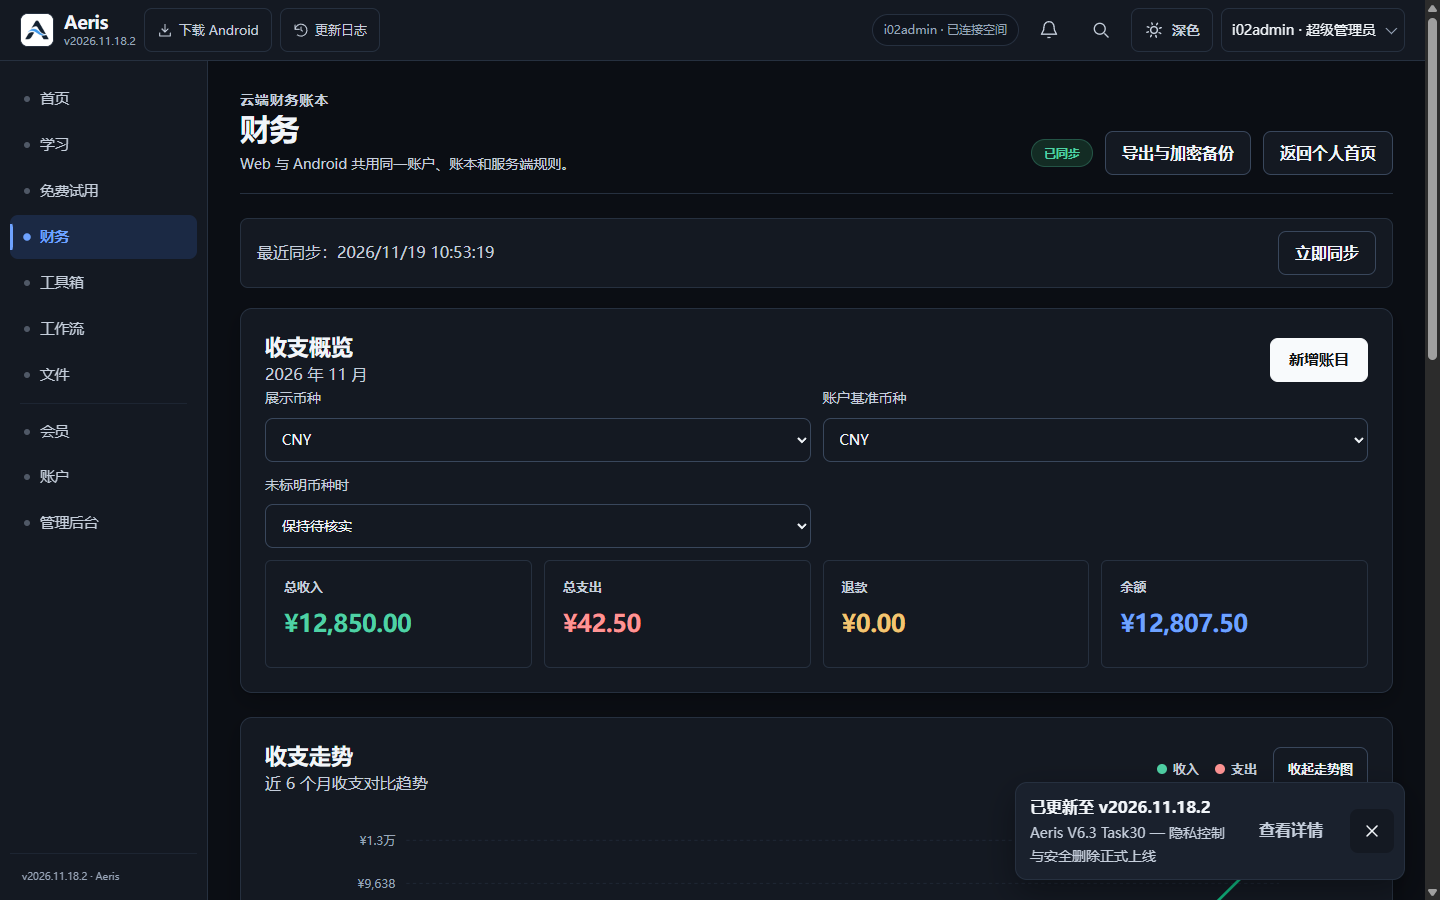 Aeris
v2026.11.18.2
下载 Android
更新日志
i02admin · 已连接空间
深色
i02admin · 超级管理员
首页
学习
免费试用
财务
工具箱
工作流
文件
会员
账户
管理后台
v2026.11.18.2 · Aeris
云端财务账本
财务
Web 与 Android 共用同一账户、账本和服务端规则。
已同步
导出与加密备份
返回个人首页
最近同步：2026/11/19 10:53:19
立即同步
收支概览
2026 年 11 月
新增账目
展示币种
账户基准币种
CNY
CNY
未标明币种时
保持待核实
总收入
¥12,850.00
总支出
¥42.50
退款
¥0.00
余额
¥12,807.50
收支走势
近 6 个月收支对比趋势
收入
支出
收起走势图
¥1.3万
¥9,638
已更新至 v2026.11.18.2
Aeris V6.3 Task30 — 隐私控制
与安全删除正式上线
查看详情